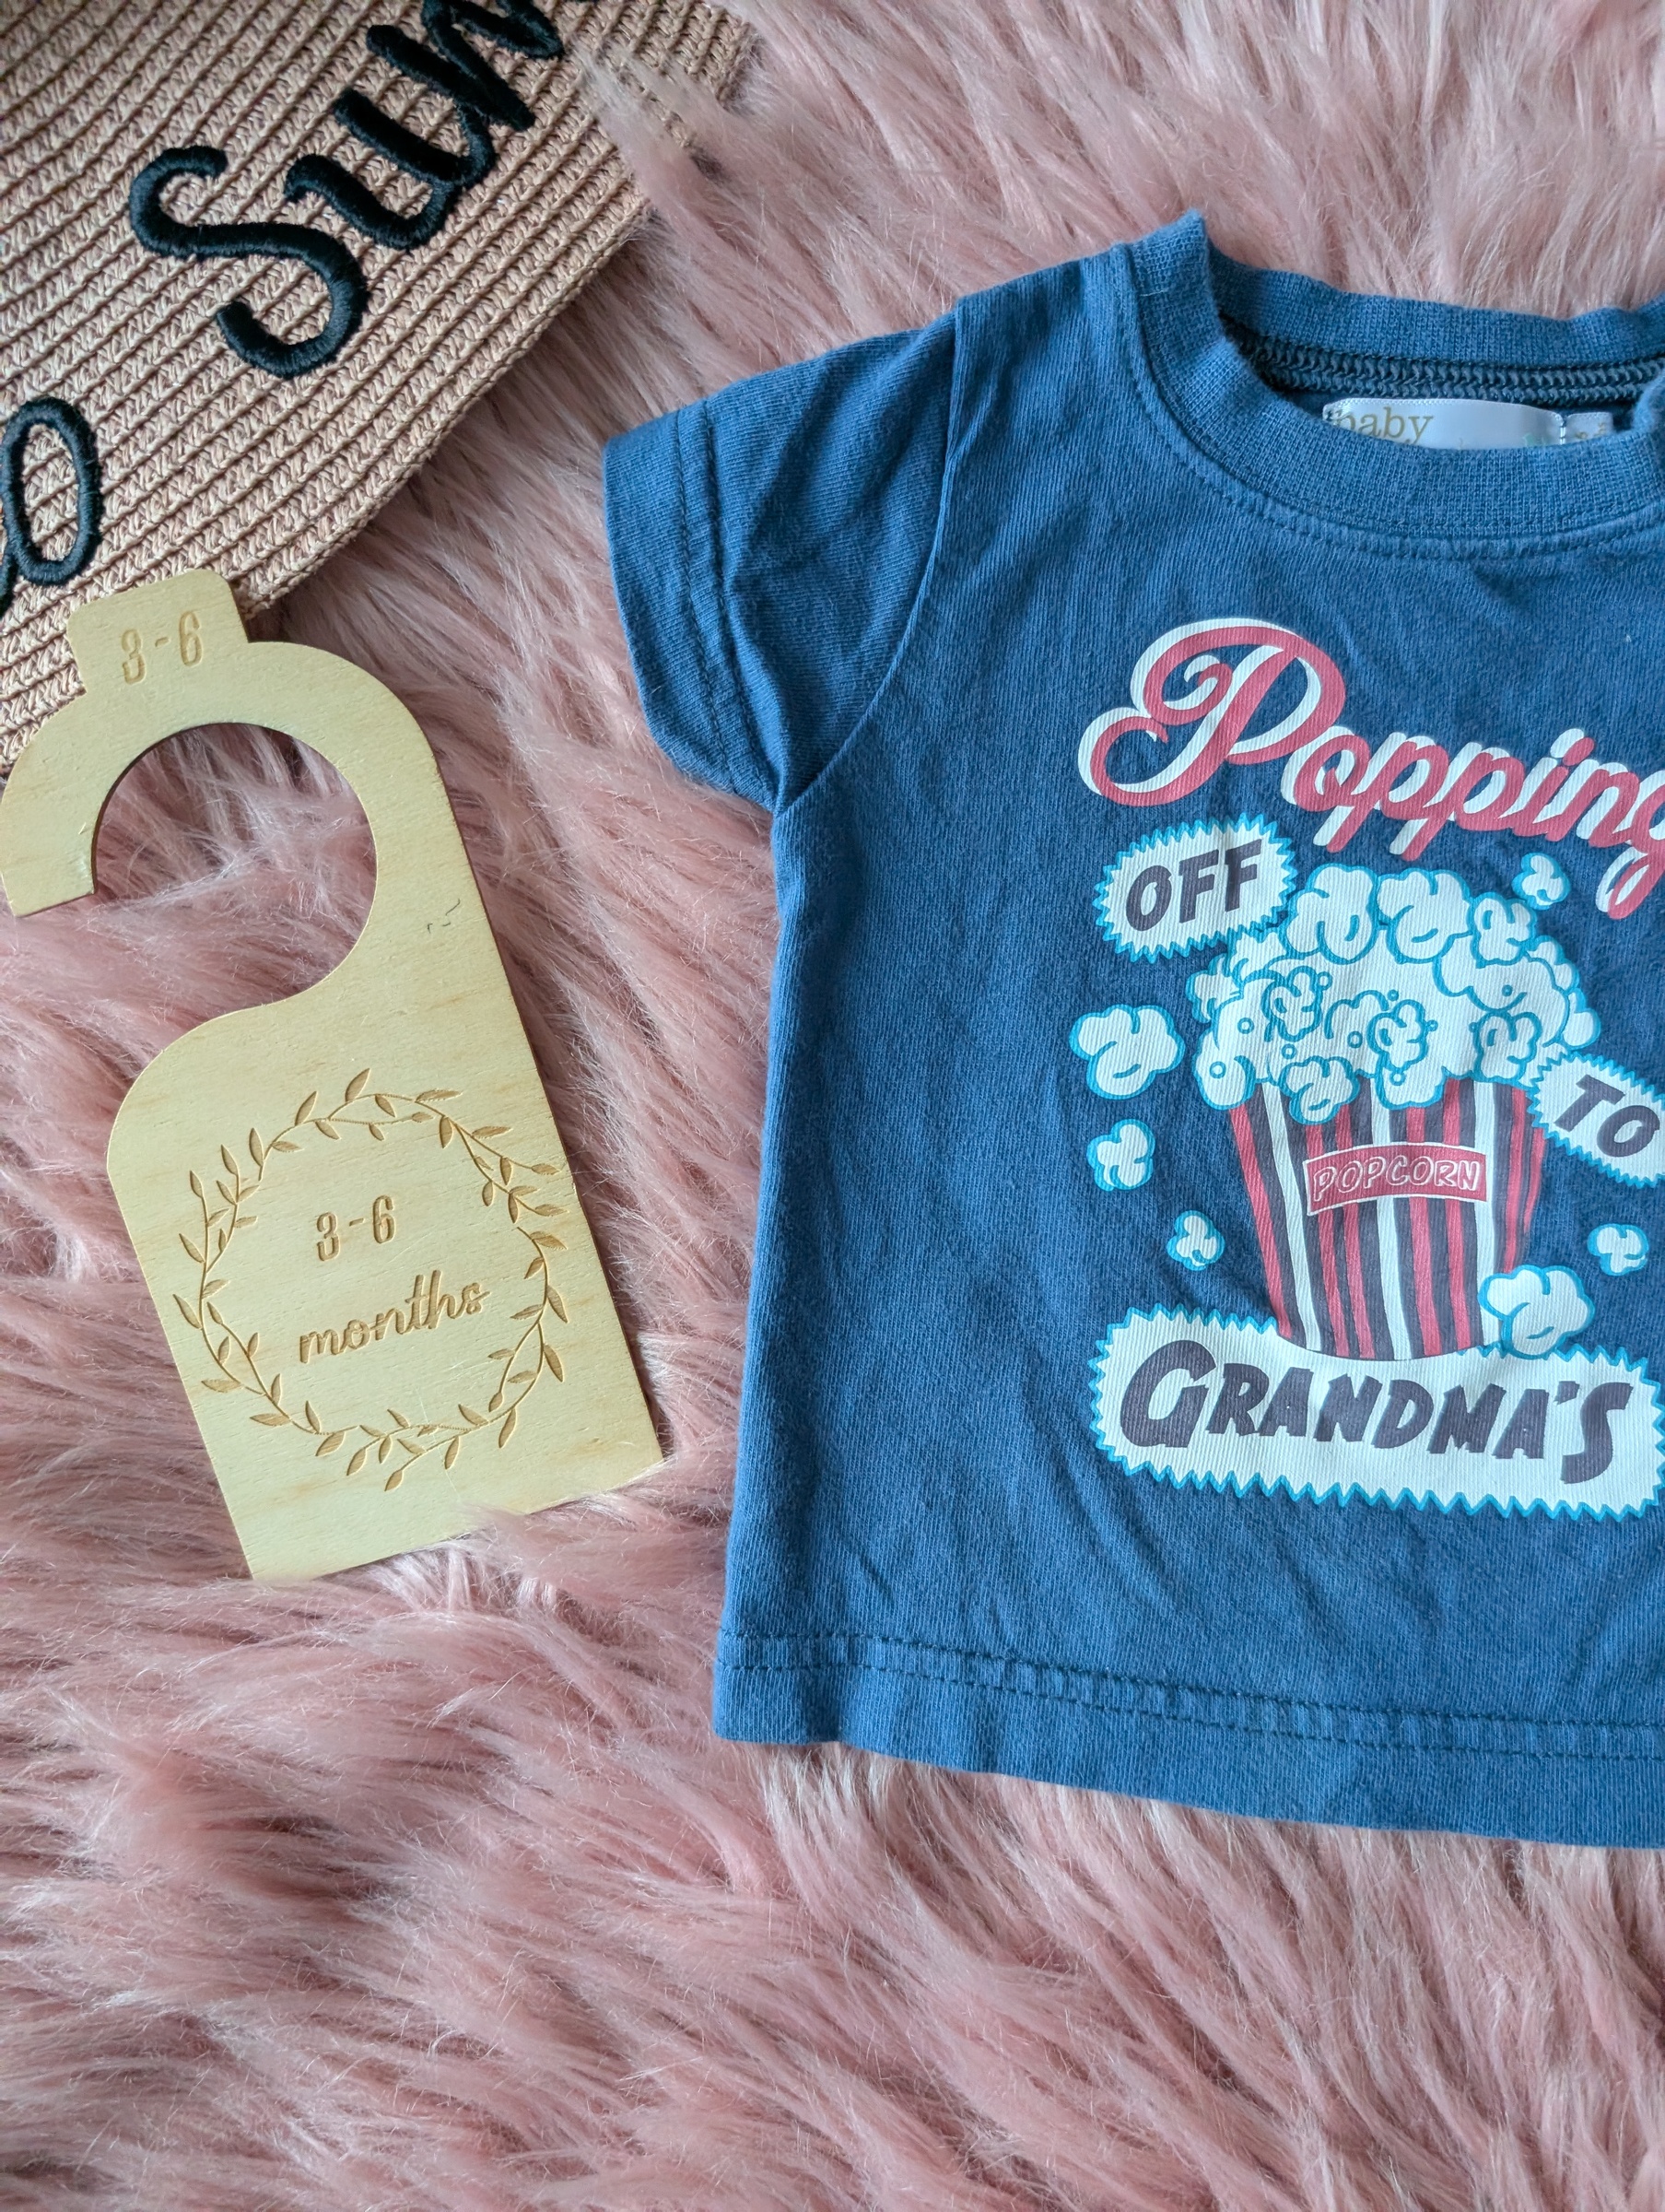 Sun
o
3-6
3-6
months
baby
Popping
OFF
TO
POPCORN
GRANDMA'S